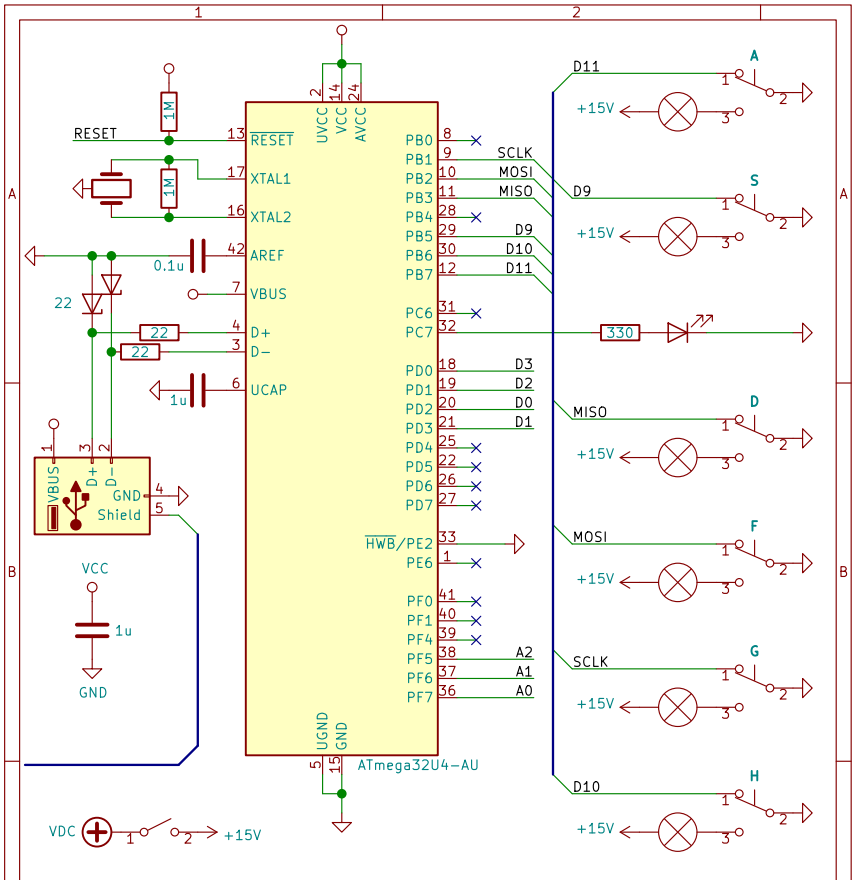 1 2
A
B
A
B
RESET
1M
1M
0.1u
22
22
22
1u
2 14 24
UVCC VCC AVCC
13 RESET
17 XTAL1
16 XTAL2
42 AREF
7 VBUS
4 D+
3 D-
6 UCAP
PB0 8
PB1 9 SCLK
PB2 10 MOSI
PB3 11 MISO
PB4 28
PB5 29 D9
PB6 30 D10
PB7 12 D11
PC6 31
PC7 32
330
PD0 18 D3
PD1 19 D2
PD2 20 D0
PD3 21 D1
PD4 25
PD5 22
PD6 26
PD7 27
HWB/PE2 33
PE6 1
PF0 41
PF1 40
PF4 39
PF5 38 A2
PF6 37 A1
PF7 36 A0
UGND GND
5 15
ATmega32U4-AU
1 3 2
VBUS D+ D-
GND 4
Shield 5
VCC
1u
GND
VDC 1 2 +15V
A
D11 1 2
+15V 3
S
D9 1 2
+15V 3
D
MISO 1 2
+15V 3
F
MOSI 1 2
+15V 3
G
SCLK 1 2
+15V 3
H
D10 1 2
+15V 3